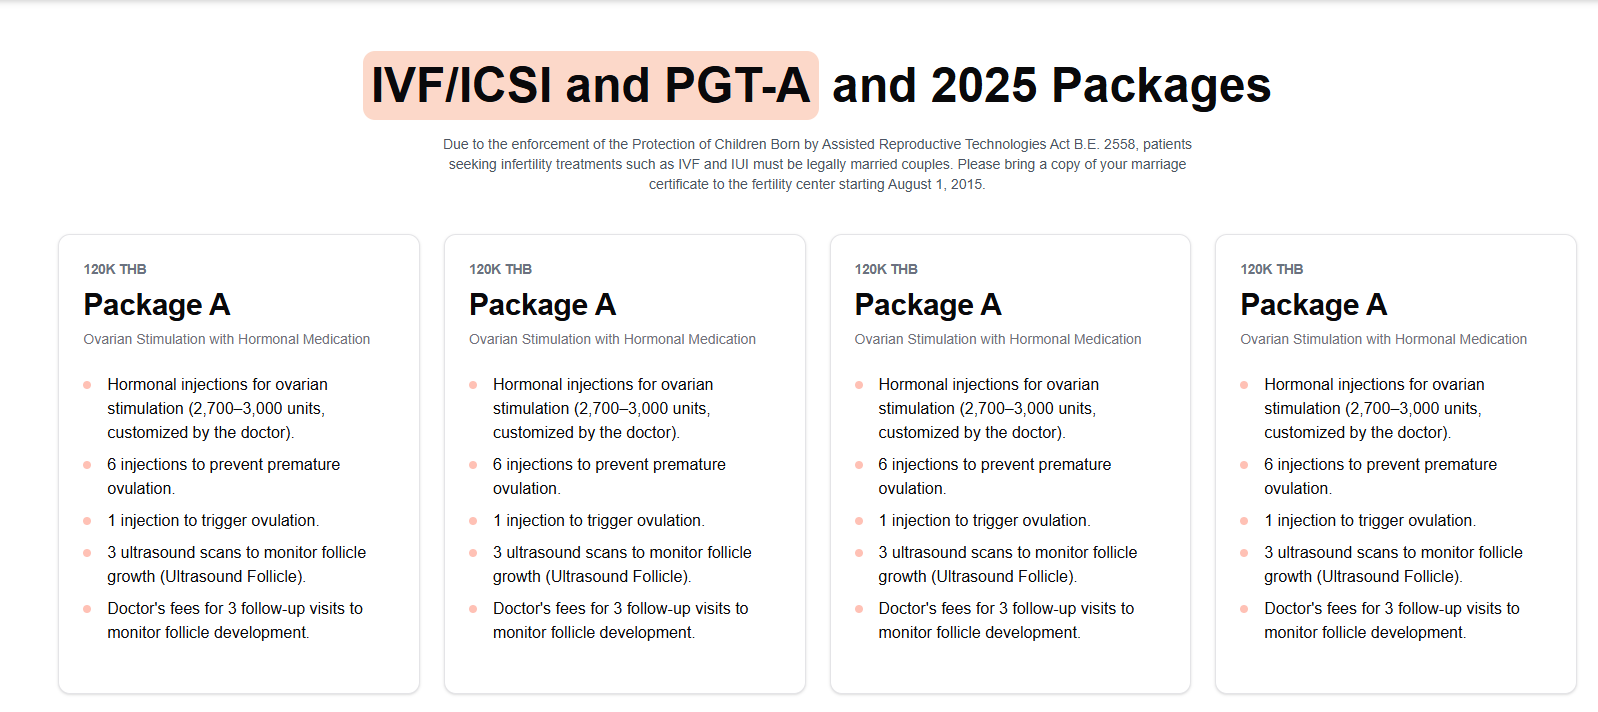 IVF/ICSI and PGT-A and 2025 Packages
Due to the enforcement of the Protection of Children Born by Assisted Reproductive Technologies Act B.E. 2558, patients
seeking infertility treatments such as IVF and IUI must be legally married couples. Please bring a copy of your marriage
certificate to the fertility center starting August 1, 2015.
120K THB
Package A
Ovarian Stimulation with Hormonal Medication
Hormonal injections for ovarian
stimulation (2,700–3,000 units,
customized by the doctor).
6 injections to prevent premature
ovulation.
1 injection to trigger ovulation.
3 ultrasound scans to monitor follicle
growth (Ultrasound Follicle).
Doctor's fees for 3 follow-up visits to
monitor follicle development.
120K THB
Package A
Ovarian Stimulation with Hormonal Medication
Hormonal injections for ovarian
stimulation (2,700–3,000 units,
customized by the doctor).
6 injections to prevent premature
ovulation.
1 injection to trigger ovulation.
3 ultrasound scans to monitor follicle
growth (Ultrasound Follicle).
Doctor's fees for 3 follow-up visits to
monitor follicle development.
120K THB
Package A
Ovarian Stimulation with Hormonal Medication
Hormonal injections for ovarian
stimulation (2,700–3,000 units,
customized by the doctor).
6 injections to prevent premature
ovulation.
1 injection to trigger ovulation.
3 ultrasound scans to monitor follicle
growth (Ultrasound Follicle).
Doctor's fees for 3 follow-up visits to
monitor follicle development.
120K THB
Package A
Ovarian Stimulation with Hormonal Medication
Hormonal injections for ovarian
stimulation (2,700–3,000 units,
customized by the doctor).
6 injections to prevent premature
ovulation.
1 injection to trigger ovulation.
3 ultrasound scans to monitor follicle
growth (Ultrasound Follicle).
Doctor's fees for 3 follow-up visits to
monitor follicle development.